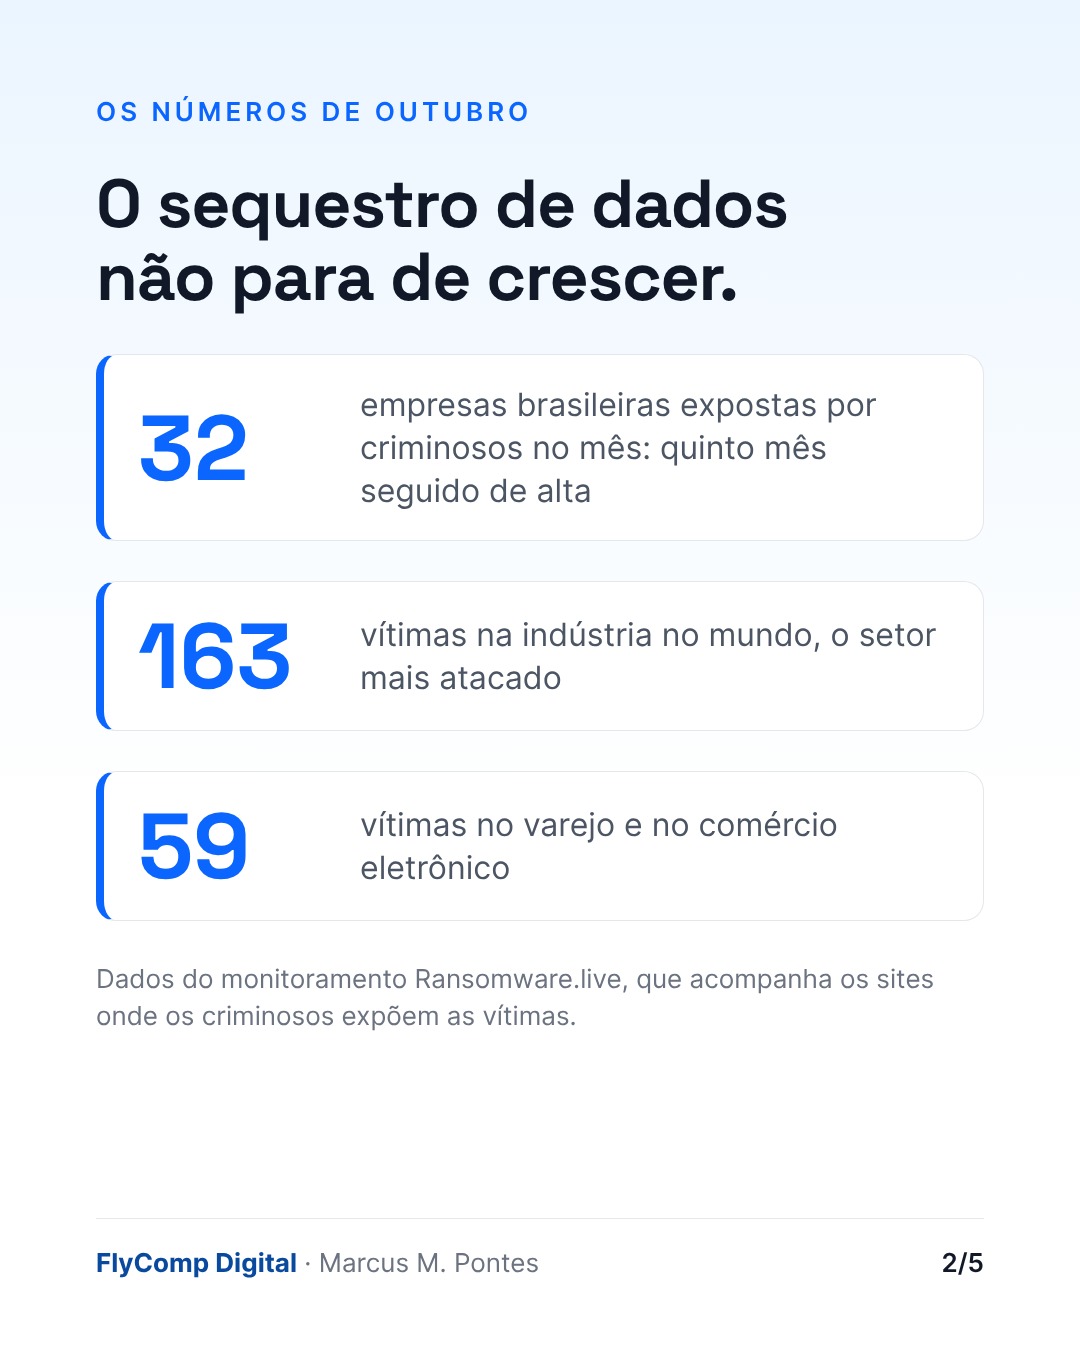 OS NÚMEROS DE OUTUBRO
O sequestro de dados
não para de crescer.
32
empresas brasileiras expostas por
criminosos no mês: quinto mês
seguido de alta
163
vítimas na indústria no mundo, o setor
mais atacado
59
vítimas no varejo e no comércio
eletrônico
Dados do monitoramento Ransomware.live, que acompanha os sites
onde os criminosos expõem as vítimas.
FlyComp Digital · Marcus M. Pontes
2/5